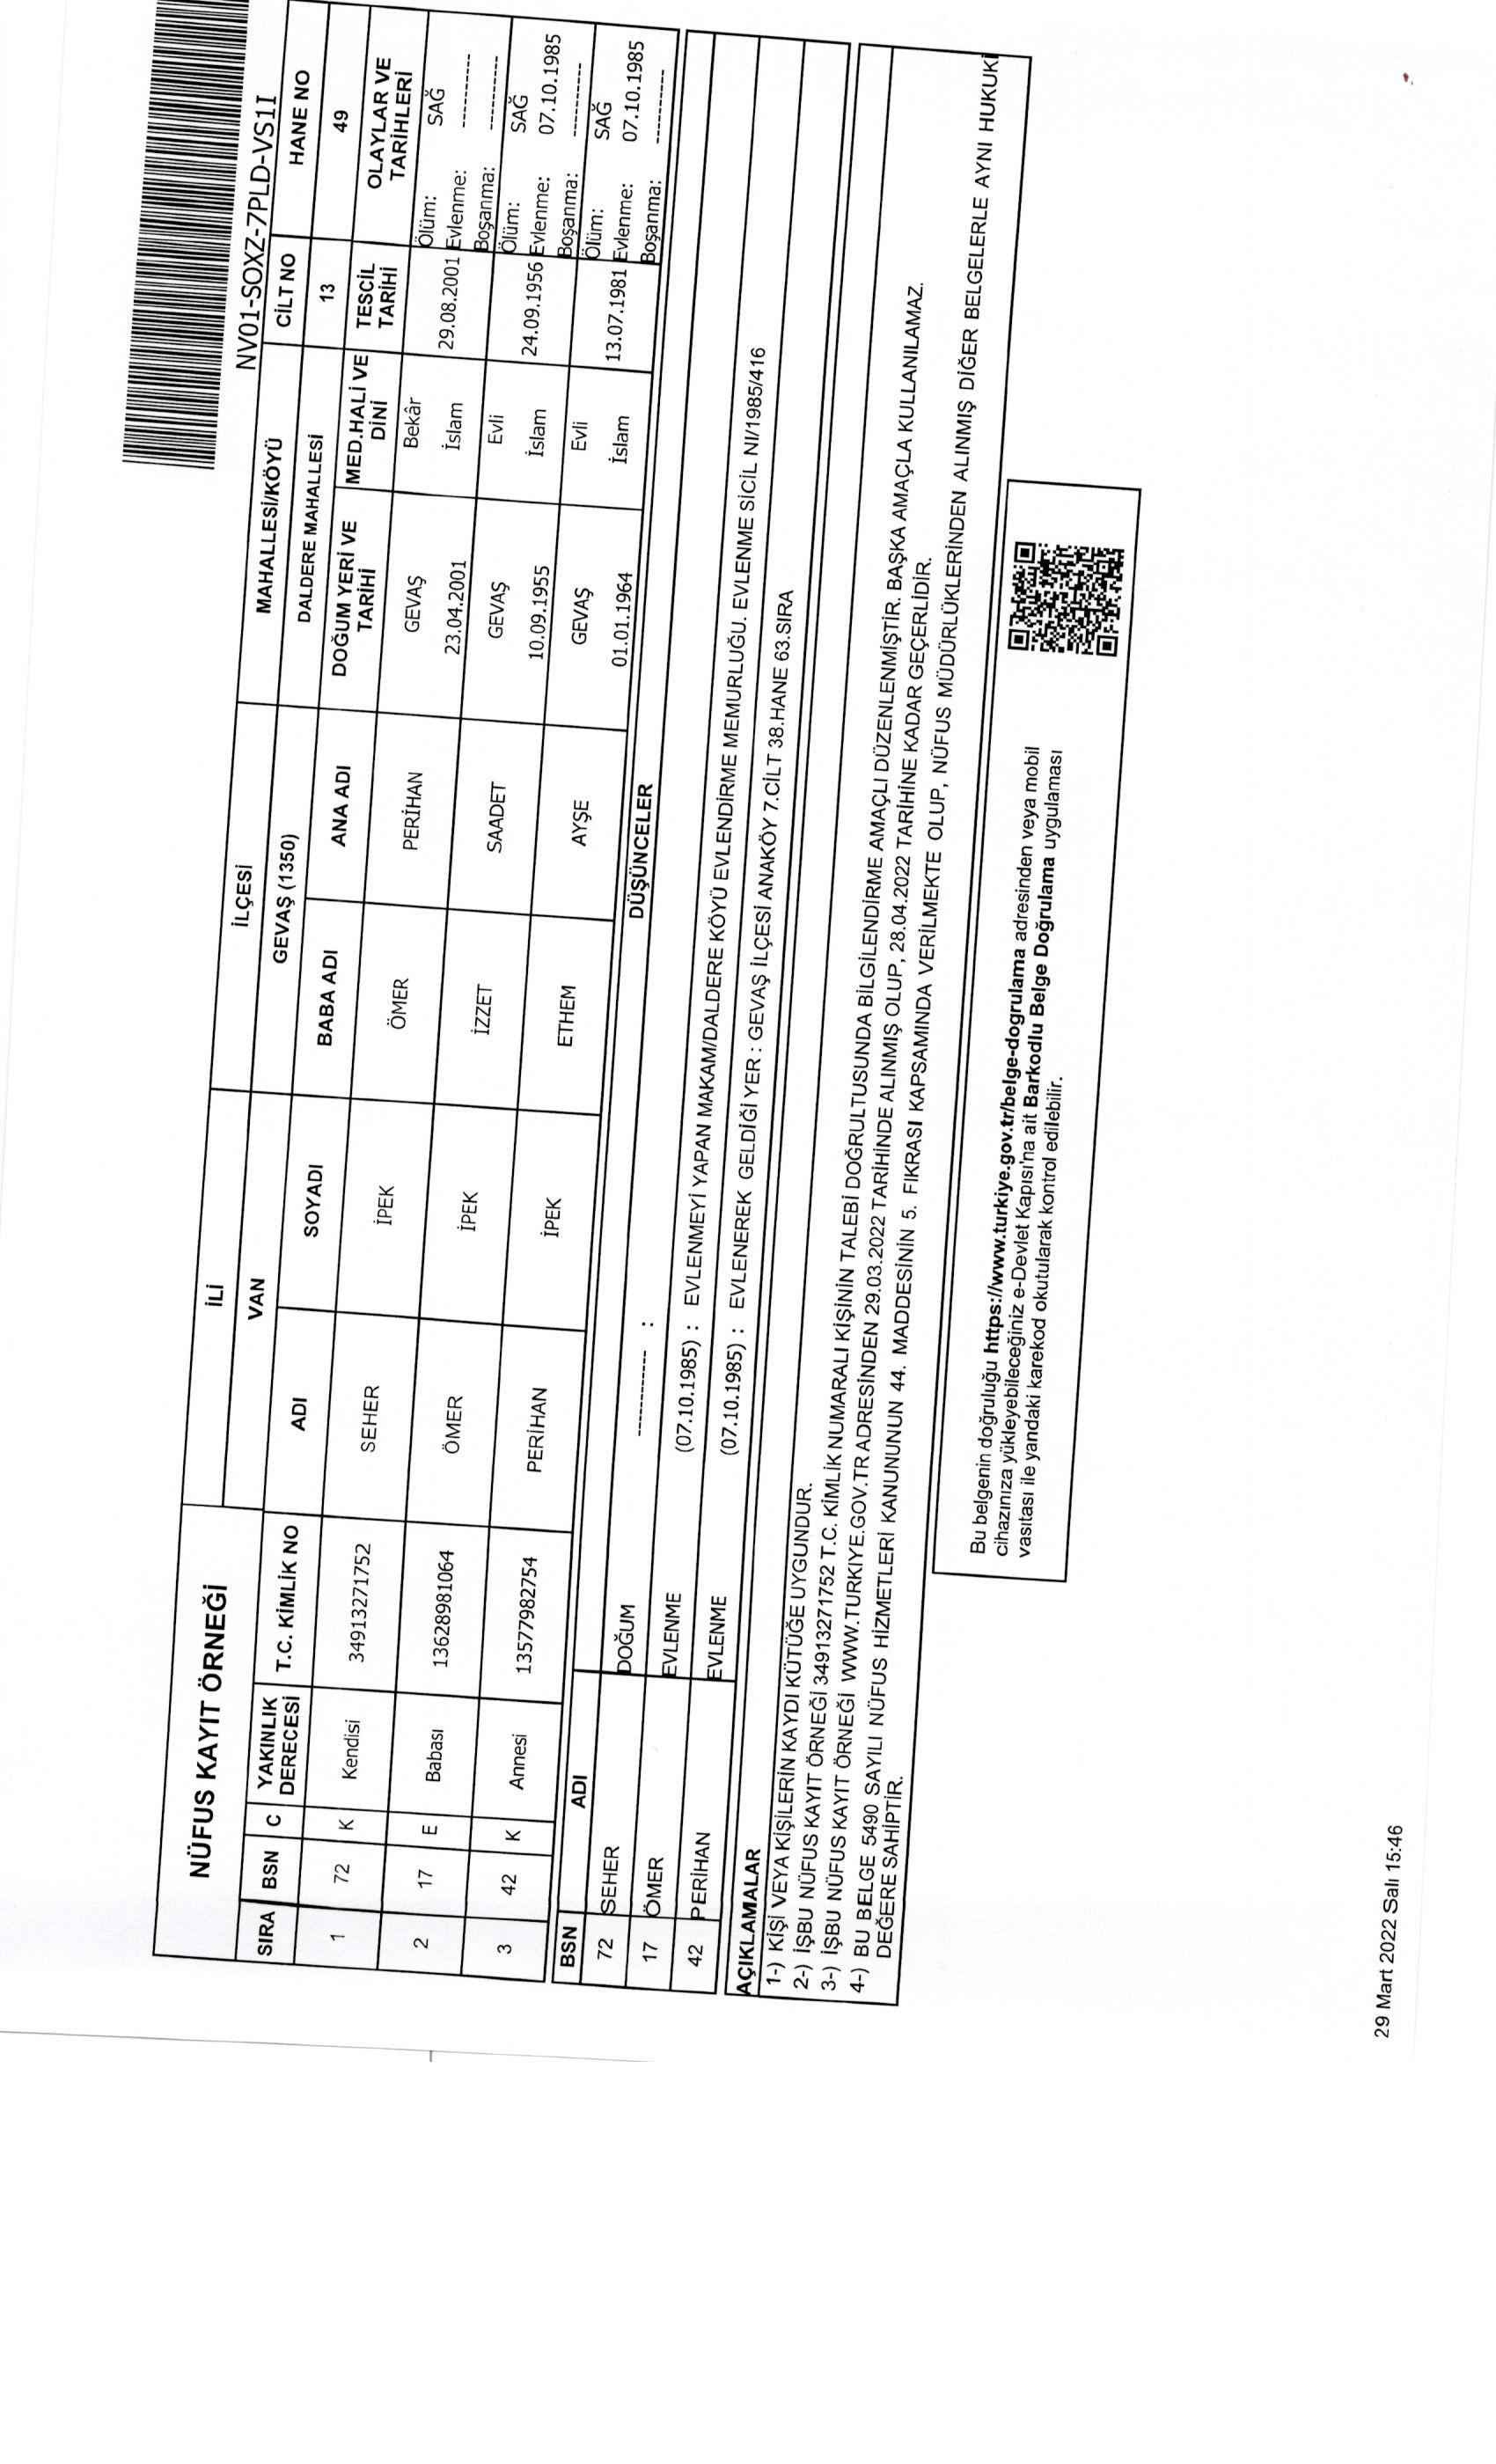 NV01-SOXZ-7PLD-VS1I
NÜFUS KAYIT ÖRNEĞİ
İLİ İLÇESİ MAHALLESİ/KÖYÜ CİLT NO HANE NO
VAN GEVAŞ (1350) DALDERE MAHALLESİ 13 49
SIRA BSN C YAKINLIK DERECESİ T.C. KİMLİK NO ADI SOYADI BABA ADI ANA ADI DOĞUM YERİ VE TARİHİ MED.HALİ VE DİNİ TESCİL TARİHİ OLAYLAR VE TARİHLERİ
1 72 K Kendisi 34913271752 SEHER İPEK ÖMER PERİHAN GEVAŞ 23.04.2001 Bekâr İslam 29.08.2001 Ölüm: SAĞ Evlenme: ---------- Boşanma: ----------
2 17 E Babası 13628981064 ÖMER İPEK İZZET SAADET GEVAŞ 10.09.1955 Evli İslam 24.09.1956 Ölüm: SAĞ Evlenme: 07.10.1985 Boşanma: ----------
3 42 K Annesi 13577982754 PERİHAN İPEK ETHEM AYŞE GEVAŞ 01.01.1964 Evli İslam 13.07.1981 Ölüm: SAĞ Evlenme: 07.10.1985 Boşanma: ----------
BSN ADI DÜŞÜNCELER
72 SEHER DOĞUM ------------ :
17 ÖMER EVLENME (07.10.1985) : EVLENMEYİ YAPAN MAKAM/DALDERE KÖYÜ EVLENDİRME MEMURLUĞU. EVLENME SİCİL NI/1985/416
42 PERİHAN EVLENME (07.10.1985) : EVLENEREK GELDİĞİ YER : GEVAŞ İLÇESİ ANAKÖY 7.CİLT 38.HANE 63.SIRA
AÇIKLAMALAR
1-) KİŞİ VEYA KİŞİLERİN KAYDI KÜTÜĞE UYGUNDUR.
2-) İŞBU NÜFUS KAYIT ÖRNEĞİ 34913271752 T.C. KİMLİK NUMARALI KİŞİNİN TALEBİ DOĞRULTUSUNDA BİLGİLENDİRME AMAÇLI DÜZENLENMİŞTİR. BAŞKA AMAÇLA KULLANILAMAZ.
3-) İŞBU NÜFUS KAYIT ÖRNEĞİ WWW.TURKIYE.GOV.TR ADRESİNDEN 29.03.2022 TARİHİNDE ALINMIŞ OLUP, 28.04.2022 TARİHİNE KADAR GEÇERLİDİR.
4-) BU BELGE 5490 SAYILI NÜFUS HİZMETLERİ KANUNUNUN 44. MADDESİNİN 5. FIKRASI KAPSAMINDA VERİLMEKTE OLUP, NÜFUS MÜDÜRLÜKLERİNDEN ALINMIŞ DİĞER BELGELERLE AYNI HUKUKİ
DEĞERE SAHİPTİR.
Bu belgenin doğruluğu https://www.turkiye.gov.tr/belge-dogrulama adresinden veya mobil
cihazınıza yükleyebileceğiniz e-Devlet Kapısı'na ait Barkodlu Belge Doğrulama uygulaması
vasıtası ile yandaki karekod okutularak kontrol edilebilir.
29 Mart 2022 Salı 15:46